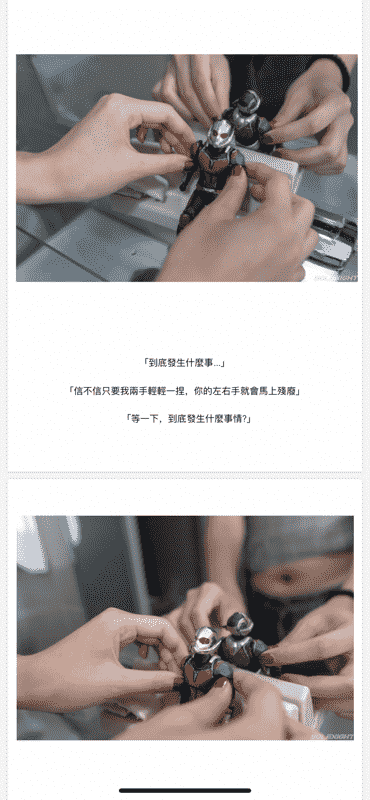 「到底發生什麼事...」
「信不信只要我兩手輕輕一捏，你的左右手就會馬上殘廢」
「等一下，到底發生什麼事情?」